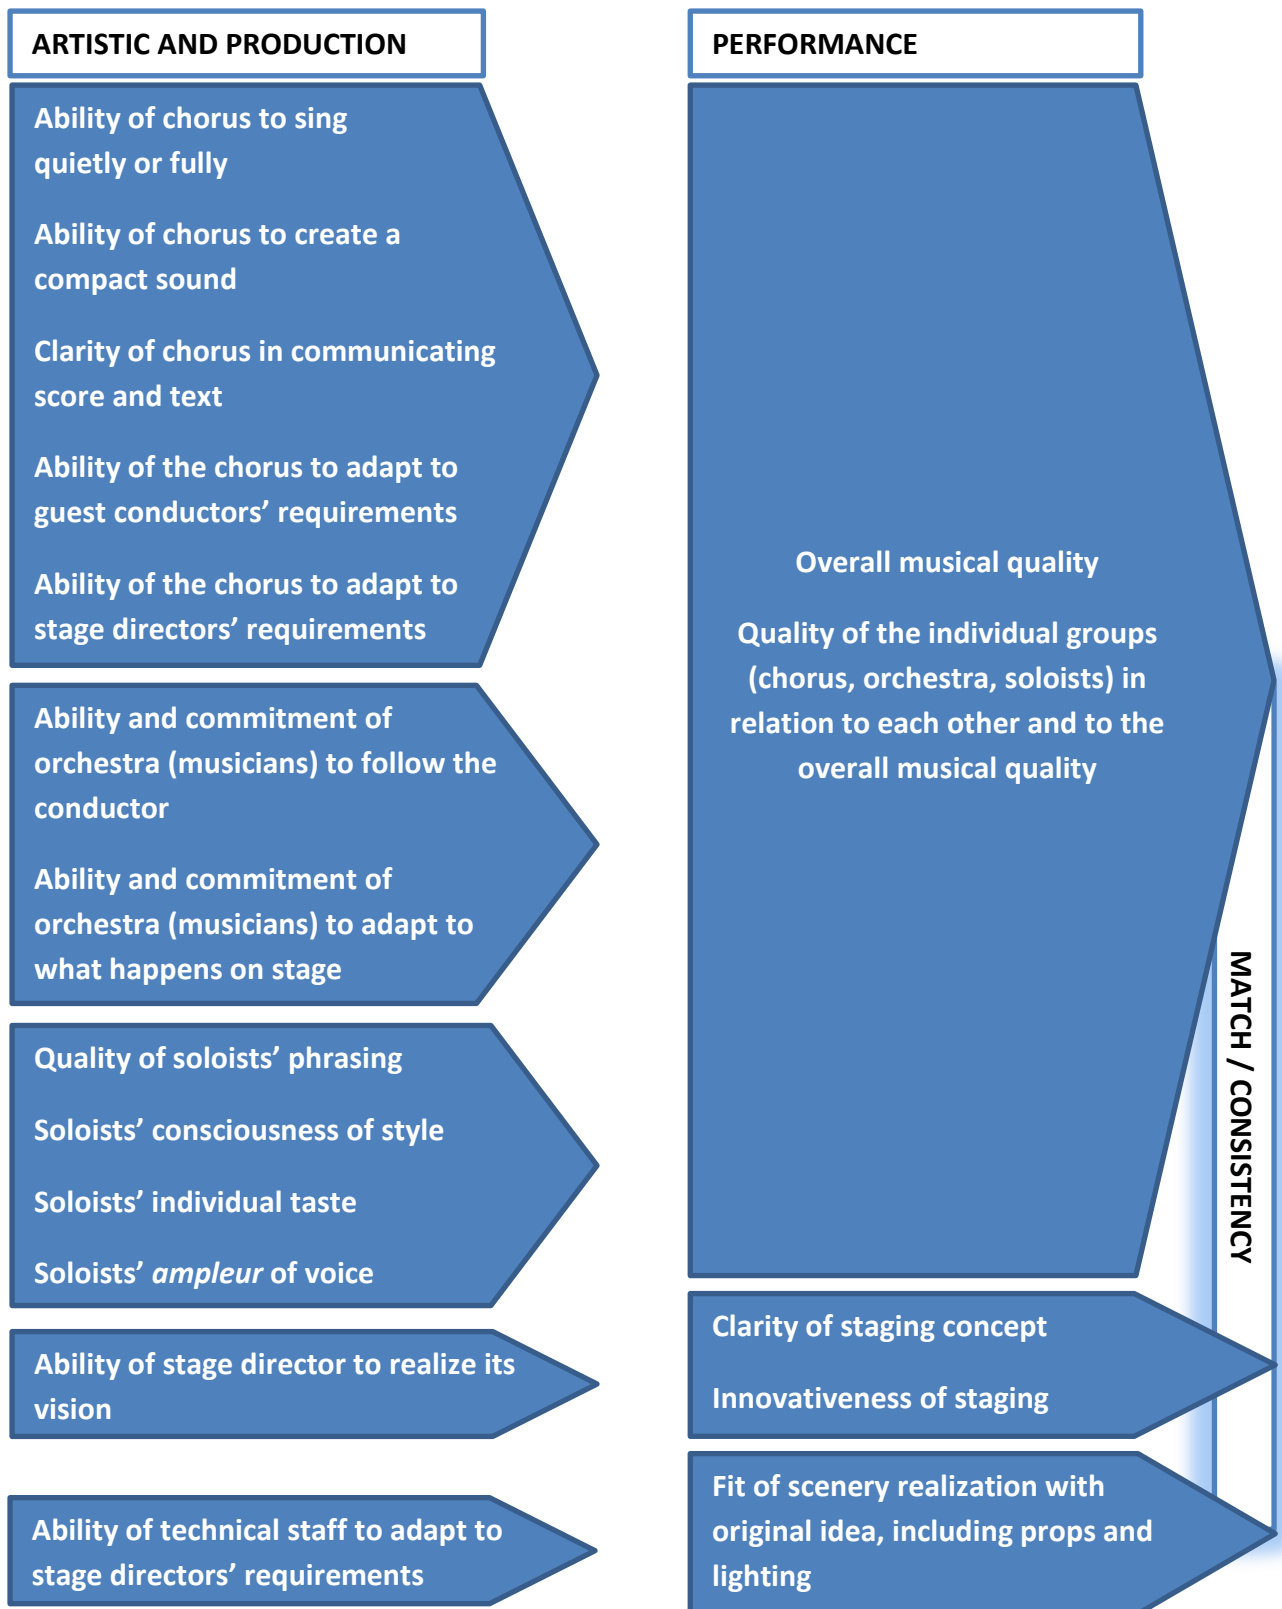 ARTISTIC AND PRODUCTION
Ability of chorus to sing
quietly or fully
Ability of chorus to create a
compact sound
Clarity of chorus in communicating
score and text
Ability of the chorus to adapt to
guest conductors’ requirements
Ability of the chorus to adapt to
stage directors’ requirements
Ability and commitment of
orchestra (musicians) to follow the
conductor
Ability and commitment of
orchestra (musicians) to adapt to
what happens on stage
Quality of soloists’ phrasing
Soloists’ consciousness of style
Soloists’ individual taste
Soloists’ ampleur of voice
Ability of stage director to realize its
vision
Ability of technical staff to adapt to
stage directors’ requirements
PERFORMANCE
Overall musical quality
Quality of the individual groups
(chorus, orchestra, soloists) in
relation to each other and to the
overall musical quality
Clarity of staging concept
Innovativeness of staging
Fit of scenery realization with
original idea, including props and
lighting
MATCH / CONSISTENCY